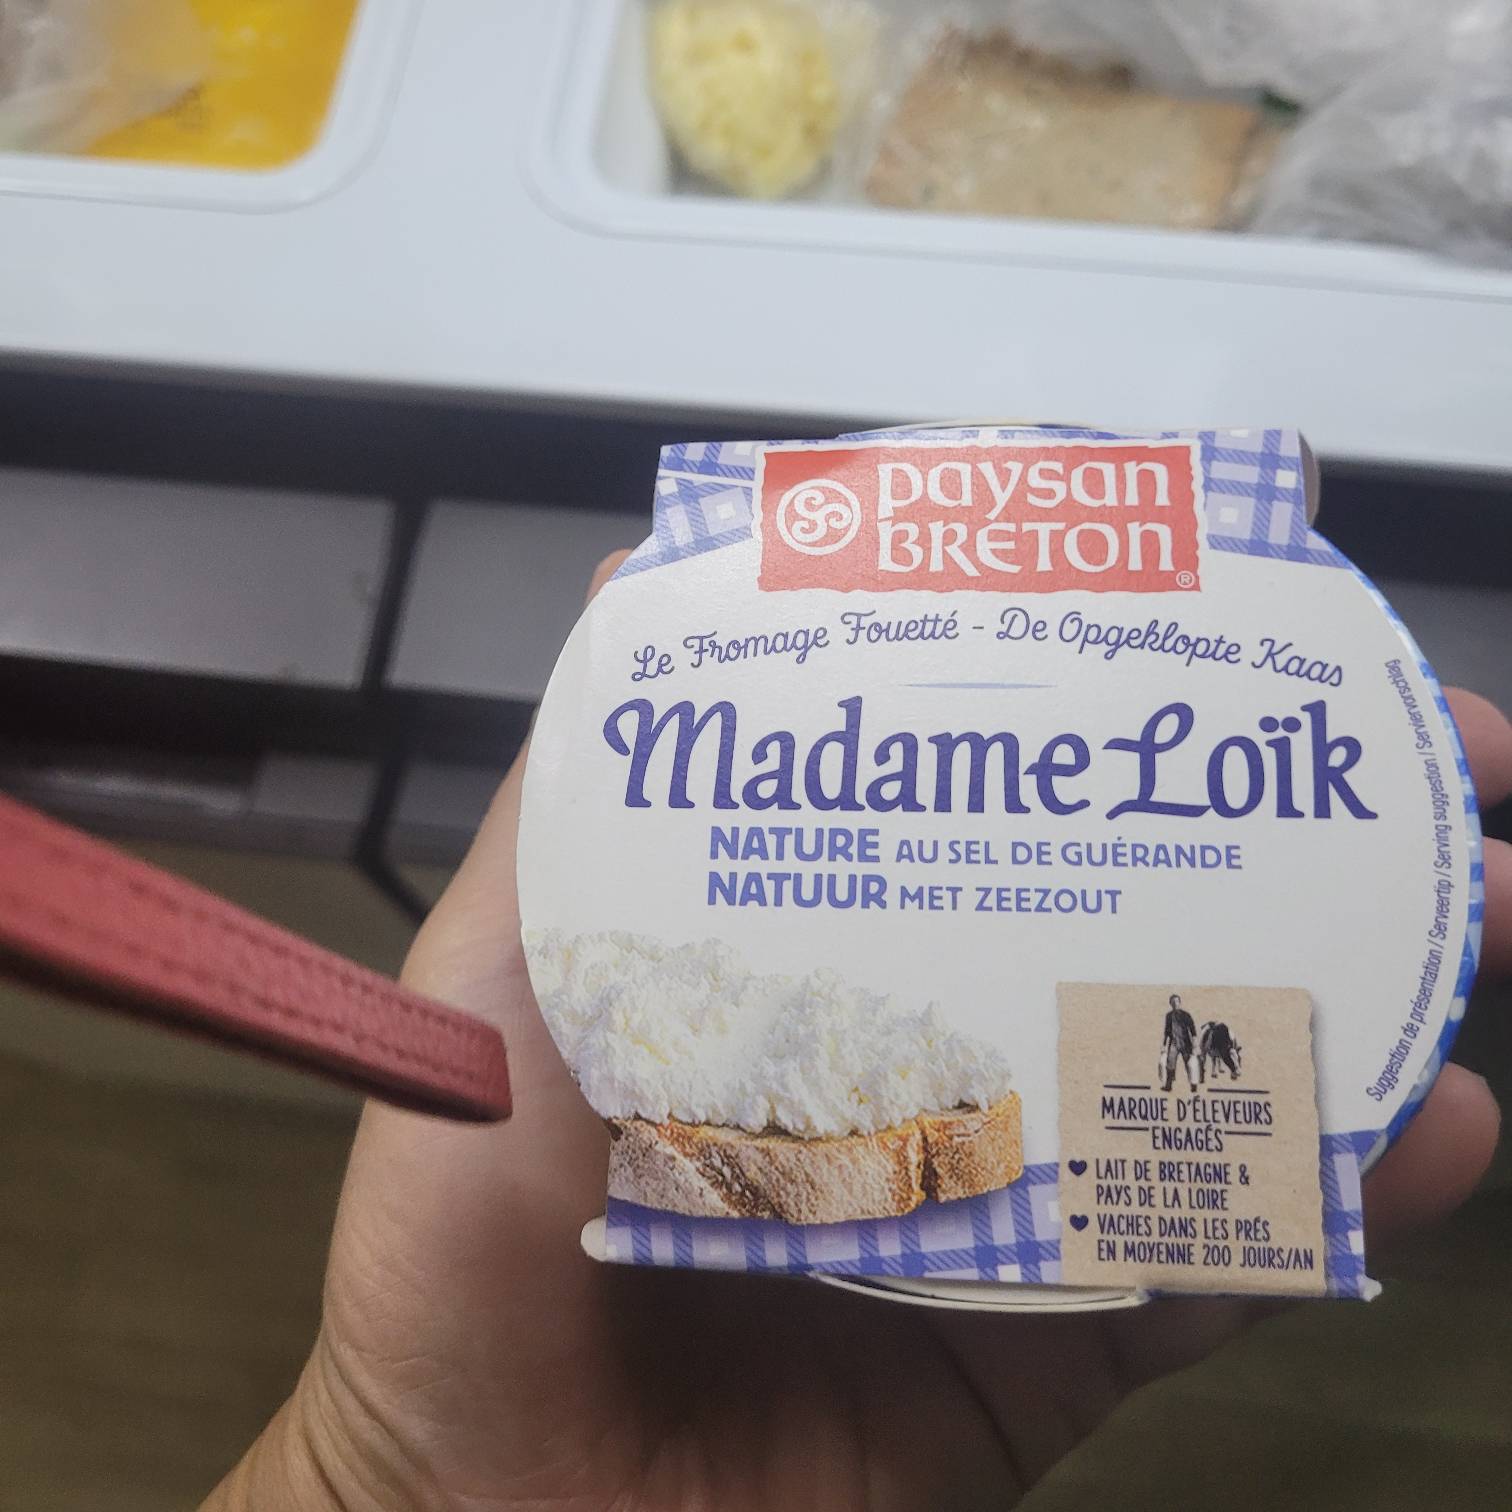 paysan
BRETON
®
Le Fromage Fouetté - De Opgeklopte Kaas
Madame Loïk
NATURE AU SEL DE GUÉRANDE
NATUUR MET ZEEZOUT
MARQUE D'ÉLEVEURS
ENGAGÉS
LAIT DE BRETAGNE &
PAYS DE LA LOIRE
VACHES DANS LES PRÉS
EN MOYENNE 200 JOURS/AN
Suggestion de présentation / Serveertip / Serving suggestion / Serviervorschlag